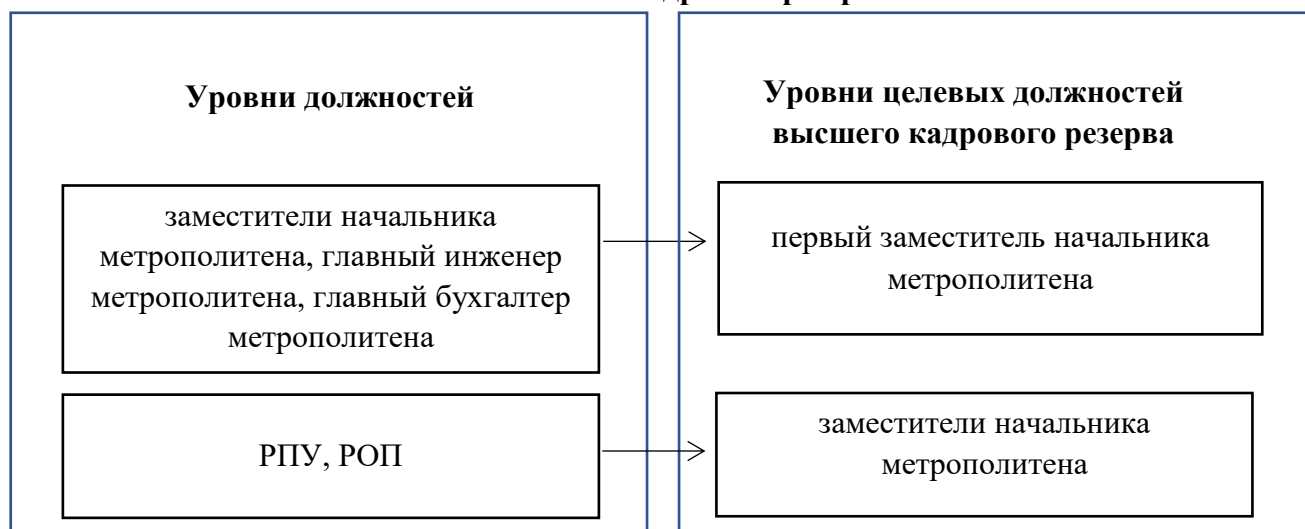 Уровни должностей
заместители начальника
метрополитена, главный инженер
метрополитена, главный бухгалтер
метрополитена
РПУ, РОП
Уровни целевых должностей
высшего кадрового резерва
первый заместитель начальника
метрополитена
заместители начальника
метрополитена